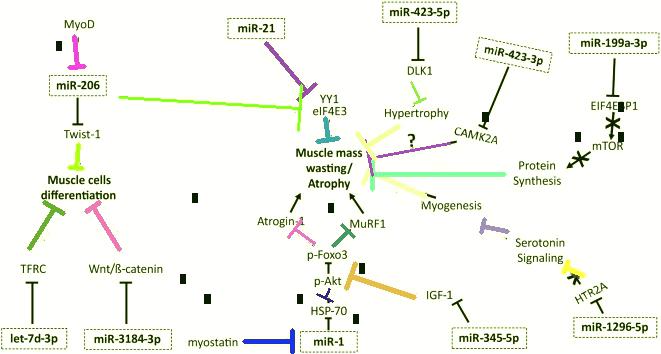 MyoD
miR-21
miR-423-5p
miR-423-3p
miR-199a-3p
miR-206
DLK1
YY1
eIF4E3
Hypertrophy
?
CAMK2A
mTOR
Twist-1
Muscle mass
wasting/
Atrophy
Protein
Synthesis
Muscle cells
differentiation
Myogenesis
Atrogin-1
MuRF1
p-Foxo3
Serotonin
Signaling
TFRC
Wnt/ß-catenin
p-Akt
IGF-1
HTR2A
HSP-70
let-7d-3p
miR-3184-3p
myostatin
miR-1
miR-345-5p
miR-1296-5p